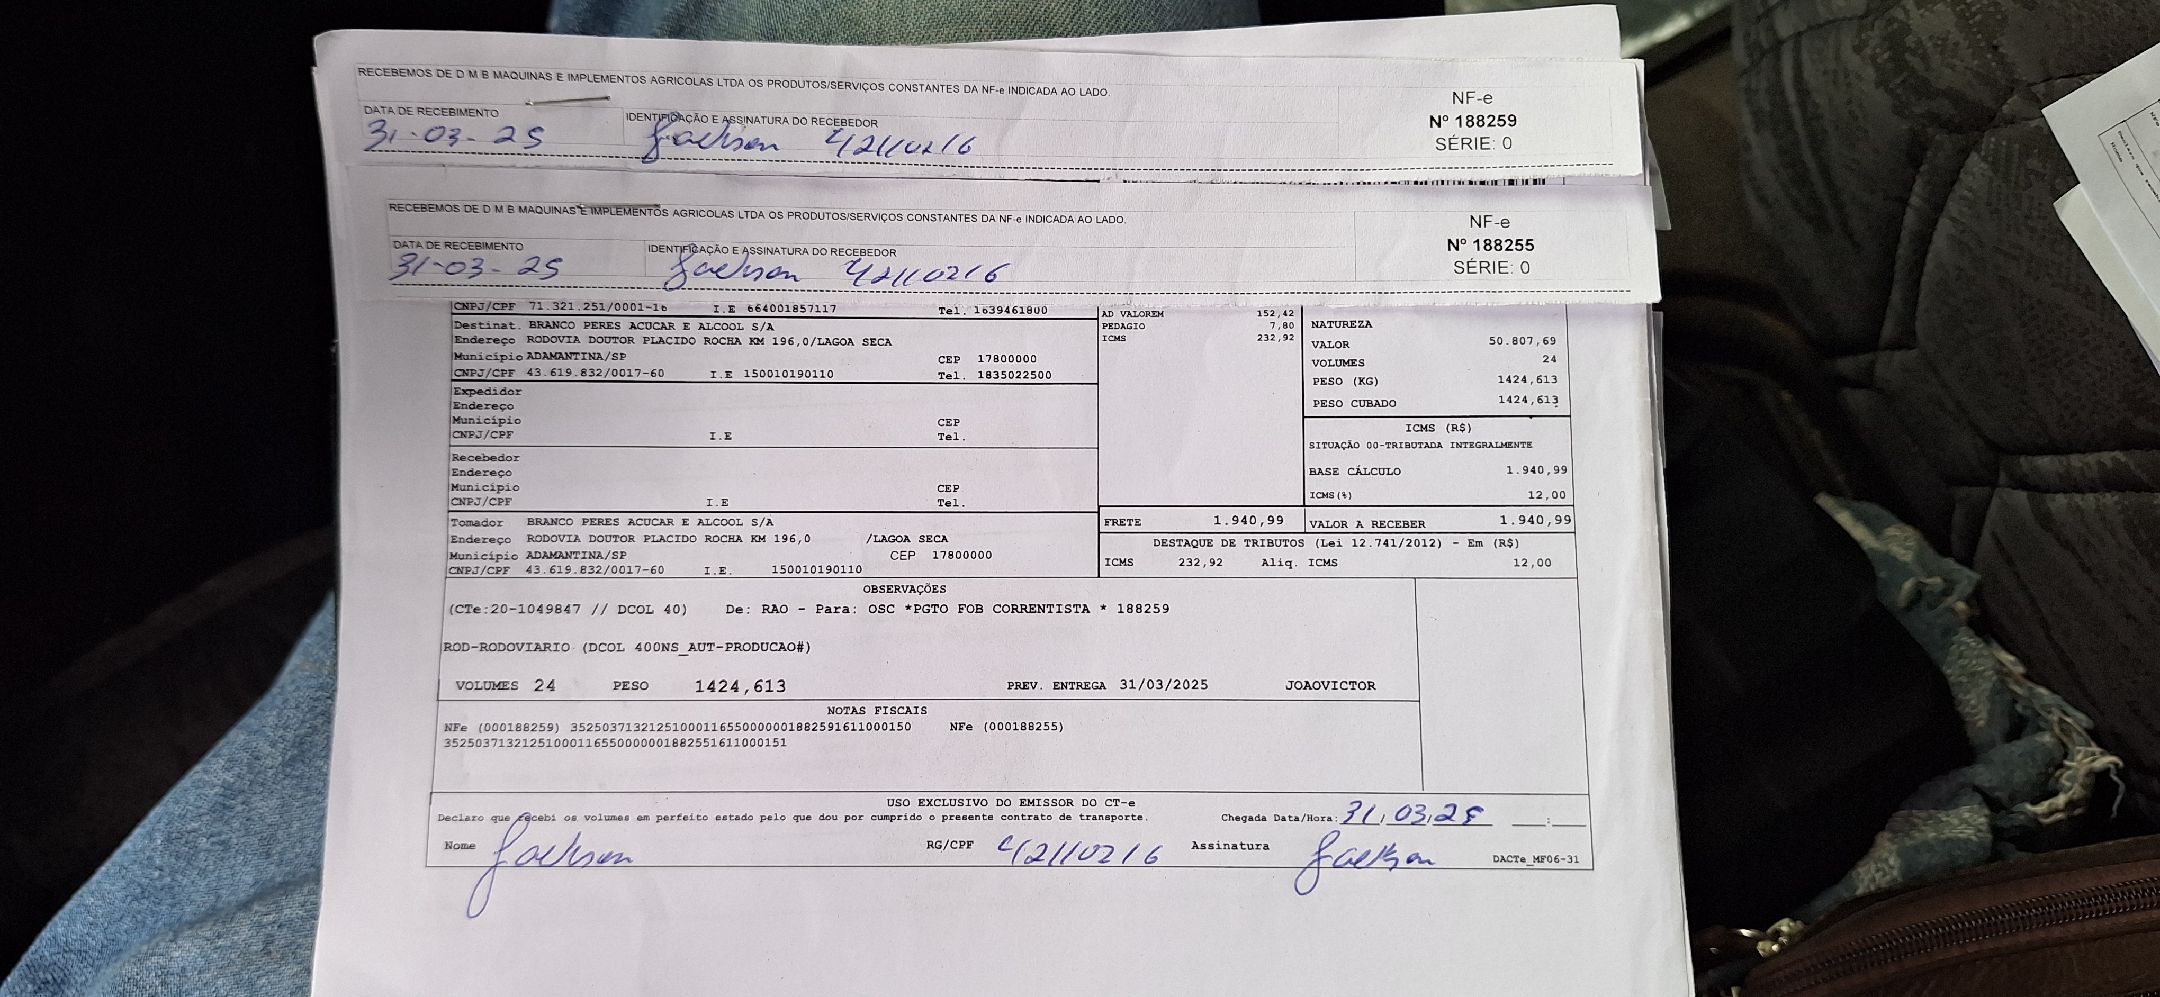 RECEBEMOS DE D M B MAQUINAS E IMPLEMENTOS AGRICOLAS LTDA OS PRODUTOS/SERVIÇOS CONSTANTES DA NF-e INDICADA AO LADO.
NF-e
Nº 188259
SÉRIE: 0
DATA DE RECEBIMENTO
31-03-25
IDENTIFICAÇÃO E ASSINATURA DO RECEBEDOR
Jackson 42110216
RECEBEMOS DE D M B MAQUINAS E IMPLEMENTOS AGRICOLAS LTDA OS PRODUTOS/SERVIÇOS CONSTANTES DA NF-e INDICADA AO LADO.
NF-e
Nº 188255
SÉRIE: 0
DATA DE RECEBIMENTO
31-03-25
IDENTIFICAÇÃO E ASSINATURA DO RECEBEDOR
Jackson 42110216
CNPJ/CPF 71.321.251/0001-16 I.E 664001857117 Tel. 1639461800
Destinat. BRANCO PERES ACUCAR E ALCOOL S/A
Endereço RODOVIA DOUTOR PLACIDO ROCHA KM 196,0/LAGOA SECA
Município ADAMANTINA/SP CEP 17800000
CNPJ/CPF 43.619.832/0017-60 I.E 150010190110 Tel. 1835022500
Expedidor
Endereço
Município CEP
CNPJ/CPF I.E Tel.
Recebedor
Endereço
Município CEP
CNPJ/CPF I.E Tel.
Tomador BRANCO PERES ACUCAR E ALCOOL S/A
Endereço RODOVIA DOUTOR PLACIDO ROCHA KM 196,0 /LAGOA SECA
Município ADAMANTINA/SP CEP 17800000
CNPJ/CPF 43.619.832/0017-60 I.E. 150010190110
AD VALOREM 152,42
PEDAGIO 7,80
ICMS 232,92
NATUREZA
VALOR 50.807,69
VOLUMES 24
PESO (KG) 1424,613
PESO CUBADO 1424,613
ICMS (R$)
SITUAÇÃO 00-TRIBUTADA INTEGRALMENTE
BASE CÁLCULO 1.940,99
ICMS(%) 12,00
FRETE 1.940,99 VALOR A RECEBER 1.940,99
DESTAQUE DE TRIBUTOS (Lei 12.741/2012) - Em (R$)
ICMS 232,92 Aliq. ICMS 12,00
OBSERVAÇÕES
(CTe:20-1049847 // DCOL 40) De: RAO - Para: OSC *PGTO FOB CORRENTISTA * 188259
ROD-RODOVIARIO (DCOL 400NS_AUT-PRODUCAO#)
VOLUMES 24 PESO 1424,613 PREV. ENTREGA 31/03/2025 JOAOVICTOR
NOTAS FISCAIS
NFe (000188259) 35250371321251000116550000001882591611000150 NFe (000188255)
35250371321251000116550000001882551611000151
USO EXCLUSIVO DO EMISSOR DO CT-e
Declaro que recebi os volumes em perfeito estado pelo que dou por cumprido o presente contrato de transporte. Chegada Data/Hora: 31/03/25 __:__
Nome Jackson RG/CPF 42110216 Assinatura Jackson DACTe_MF06-31